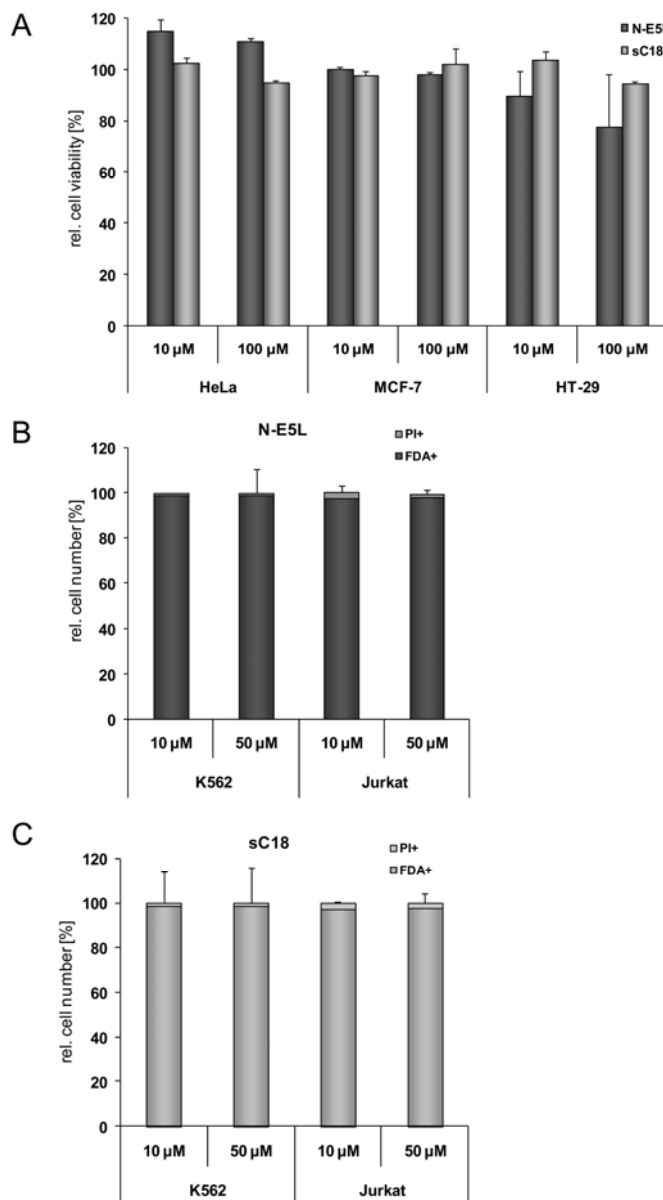 A
120
100
80
60
40
20
0
rel. cell viability [%]
N-E5
sC18
10 µM 100 µM 10 µM 100 µM 10 µM 100 µM
HeLa MCF-7 HT-29
B
N-E5L
PI+
FDA+
120
100
80
60
40
20
0
rel. cell number [%]
10 µM 50 µM 10 µM 50 µM
K562 Jurkat
C
sC18
PI+
FDA+
120
100
80
60
40
20
0
rel. cell number [%]
10 µM 50 µM 10 µM 50 µM
K562 Jurkat